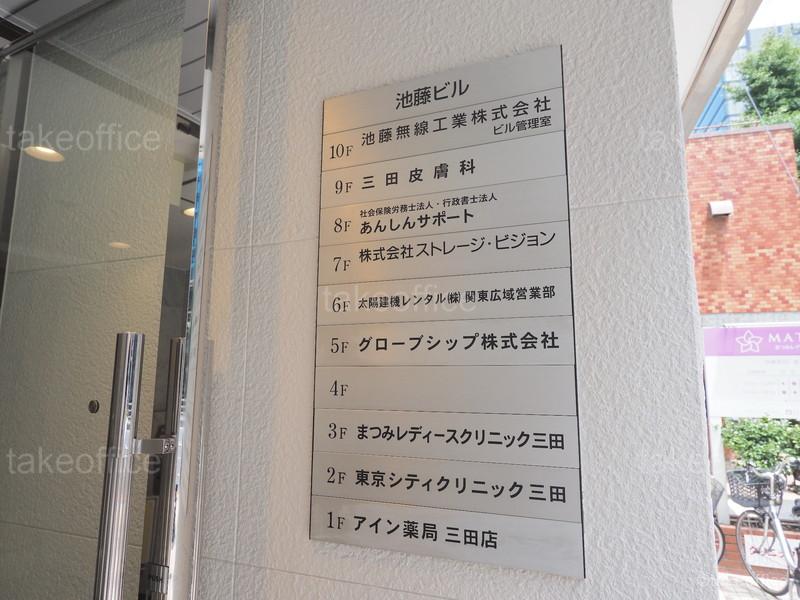 池藤ビル
10F 池藤無線工業株式会社
ビル管理室
9F 三田皮膚科
社会保険労務士法人・行政書士法人
8F あんしんサポート
7F 株式会社ストレージ・ビジョン
6F 太陽建機レンタル㈱ 関東広域営業部
5F グローブシップ株式会社
4F
3F まつみレディースクリニック三田
2F 東京シティクリニック三田
1F アイン薬局 三田店
MAT
takeoffice
takeoffice
takeoffice
takeoffice
takeoffice